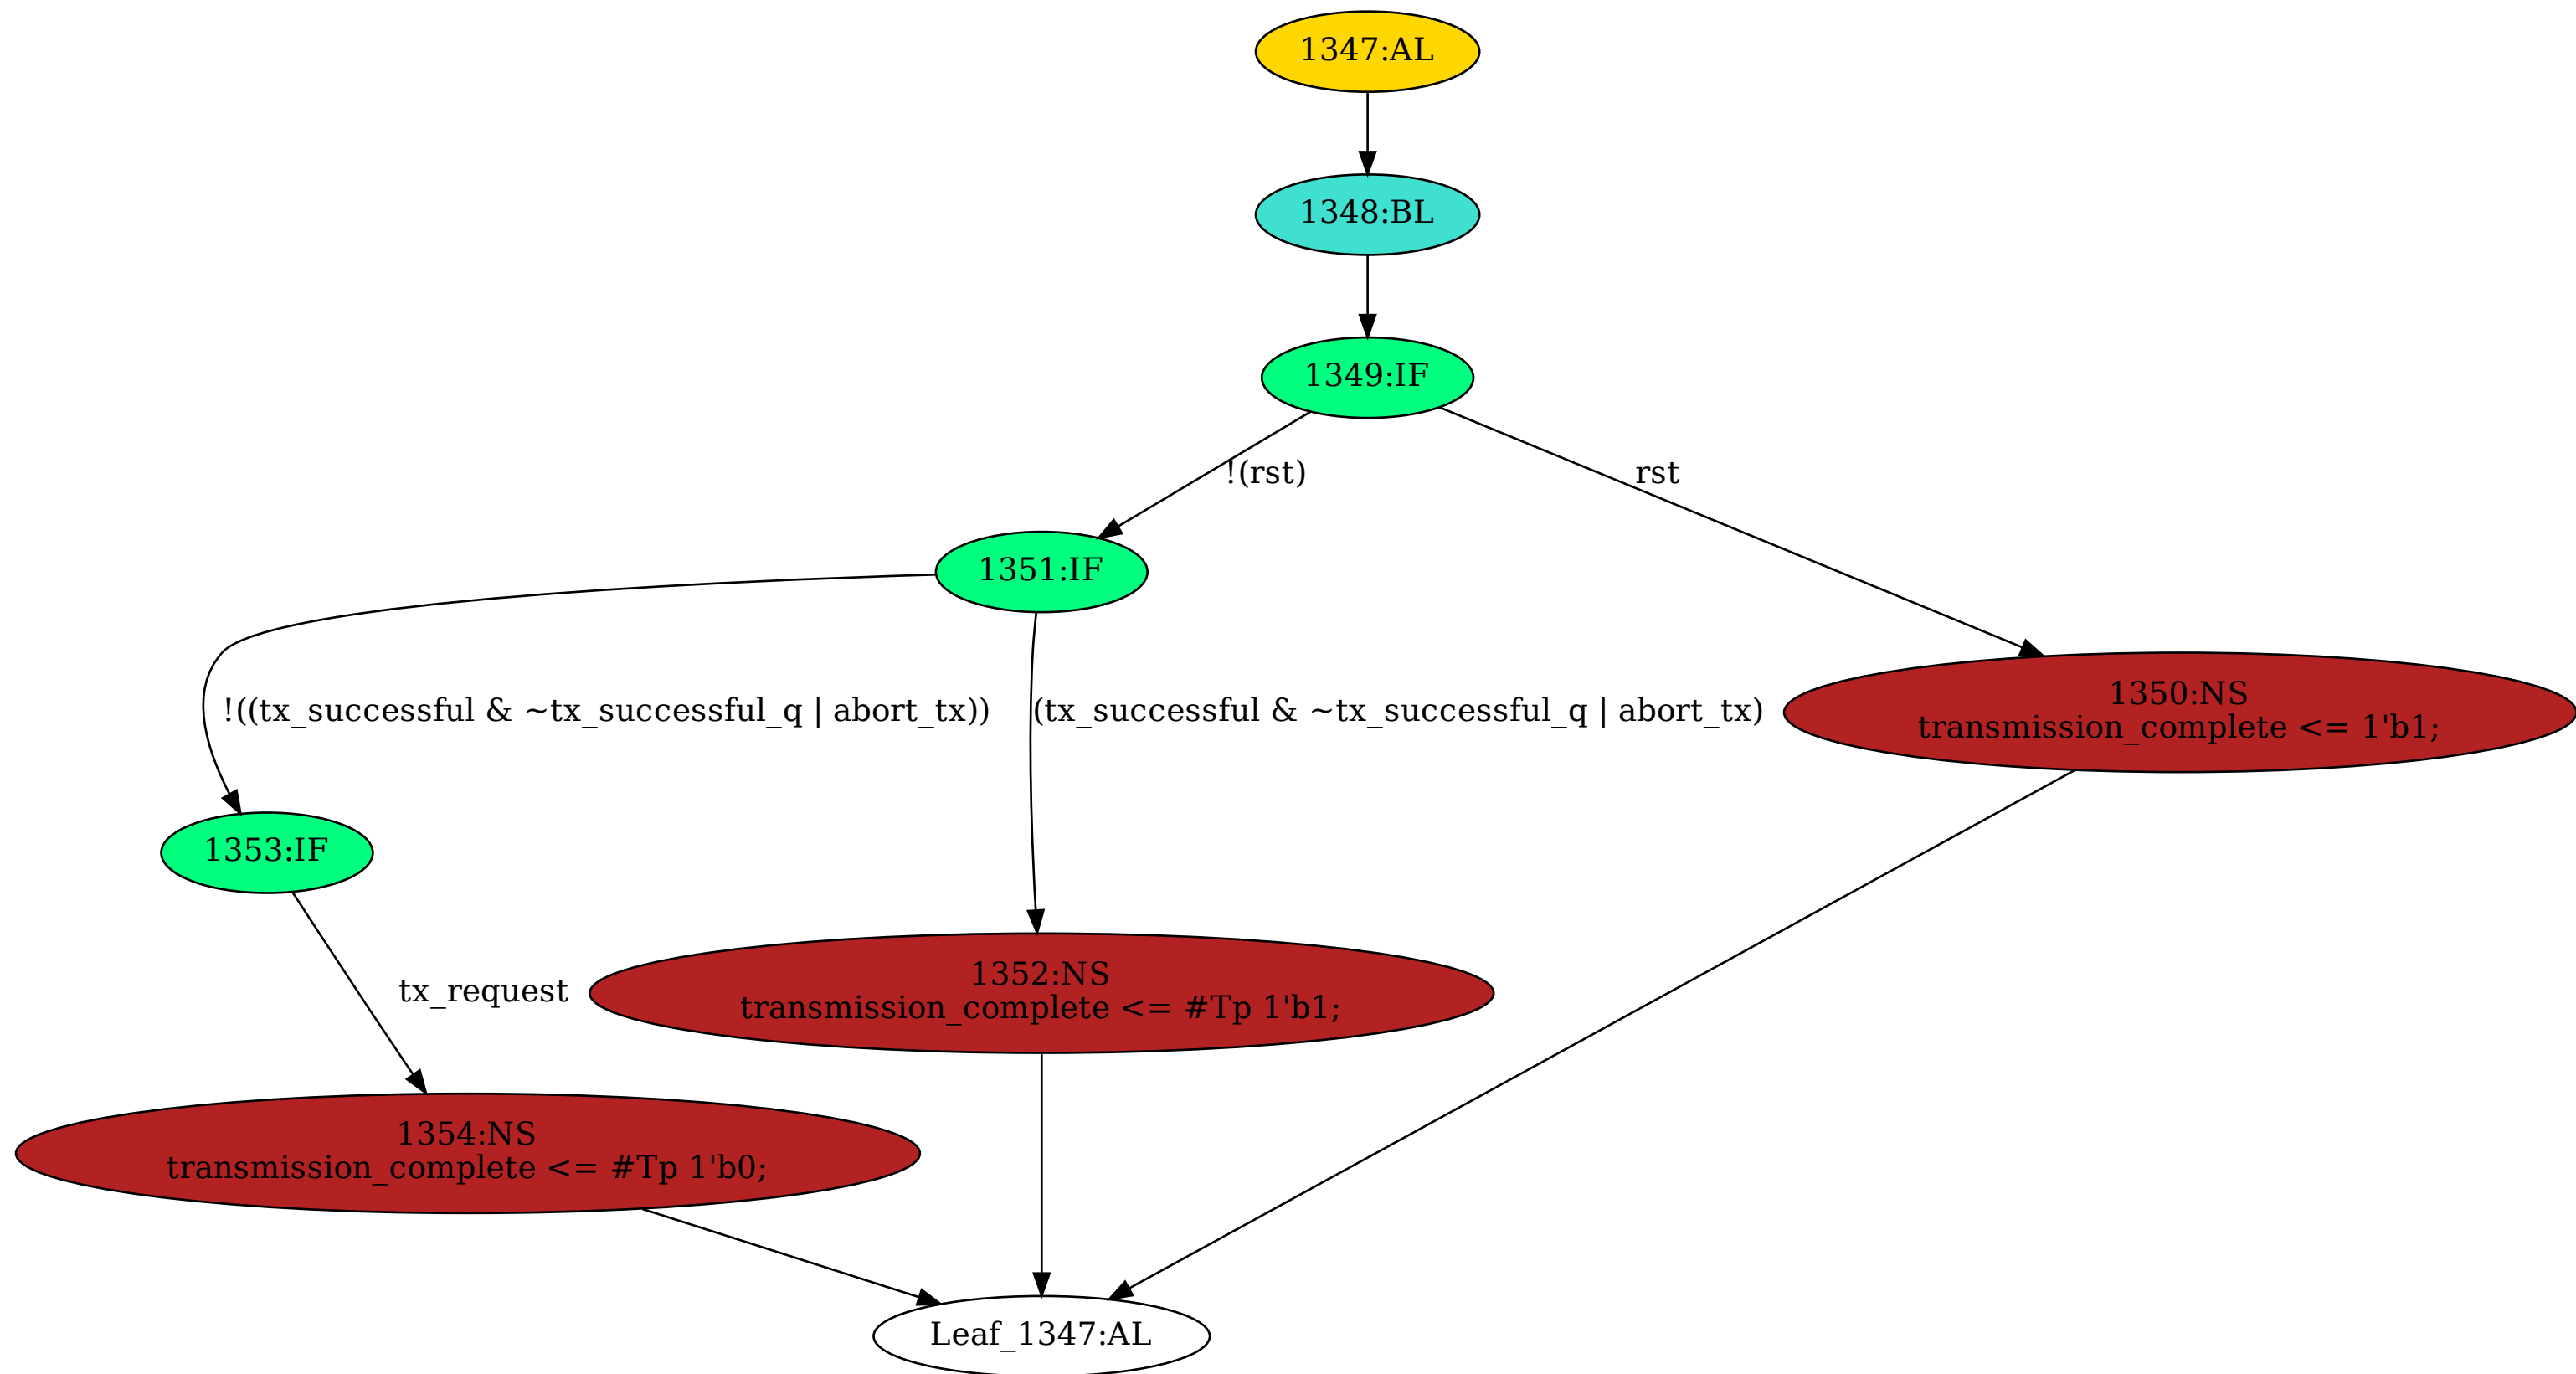 1347:AL
1348:BL
1349:IF
!(rst)
rst
1351:IF
!((tx_successful & ~tx_successful_q | abort_tx))
(tx_successful & ~tx_successful_q | abort_tx)
1350:NS
transmission_complete <= 1'b1;
1353:IF
tx_request
1352:NS
transmission_complete <= #Tp 1'b1;
1354:NS
transmission_complete <= #Tp 1'b0;
Leaf_1347:AL